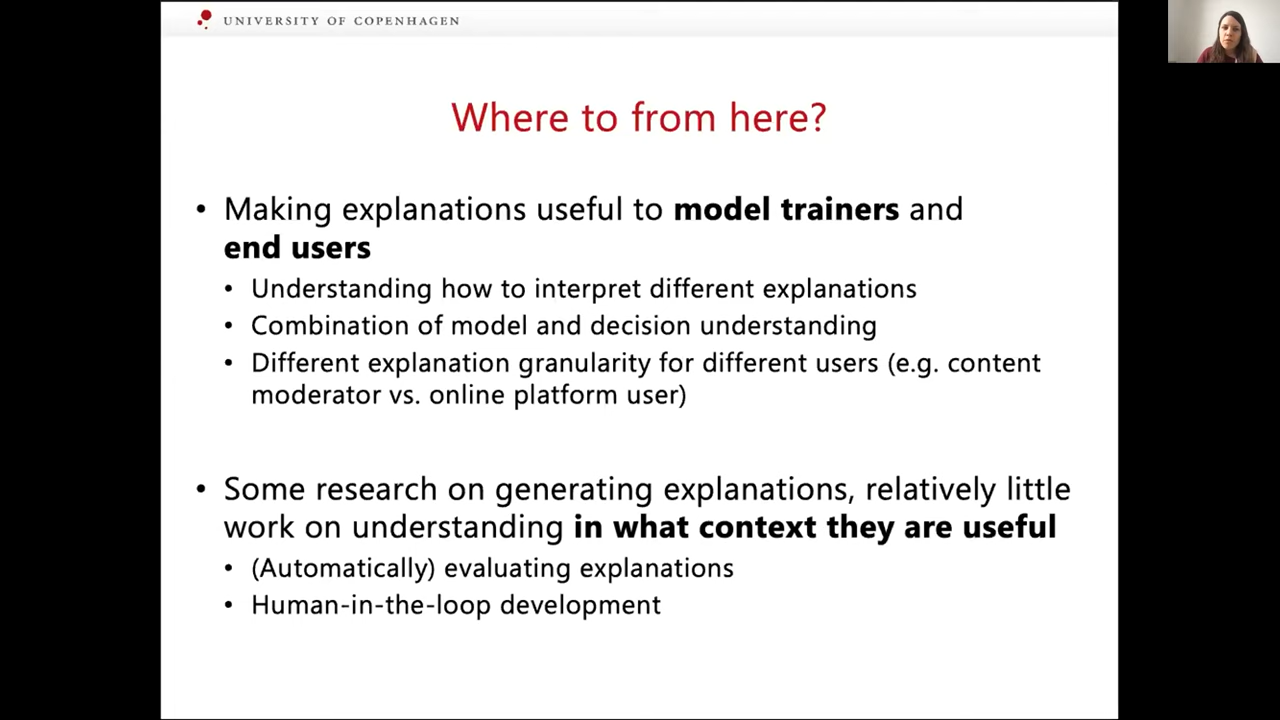 UNIVERSITY OF COPENHAGEN
Where to from here?
• Making explanations useful to model trainers and
end users
• Understanding how to interpret different explanations
• Combination of model and decision understanding
• Different explanation granularity for different users (e.g. content
moderator vs. online platform user)
• Some research on generating explanations, relatively little
work on understanding in what context they are useful
• (Automatically) evaluating explanations
• Human-in-the-loop development